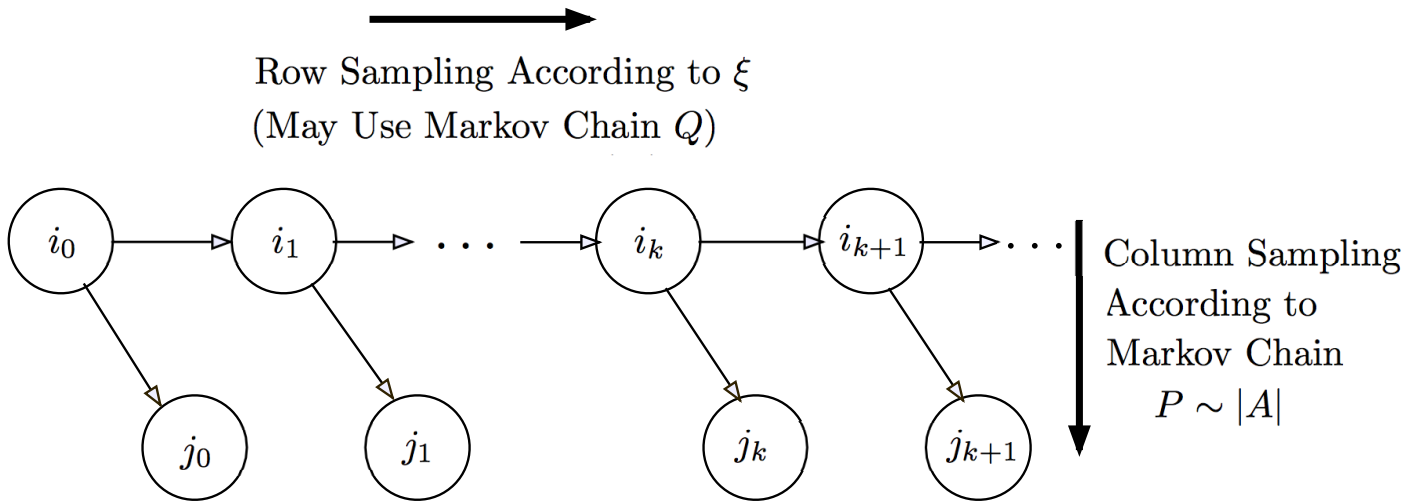 Row Sampling According to ξ
(May Use Markov Chain Q)
i₀ i₁ ··· iₖ iₖ₊₁ ···
j₀ j₁ jₖ jₖ₊₁
Column Sampling
According to
Markov Chain
P ∼ |A|